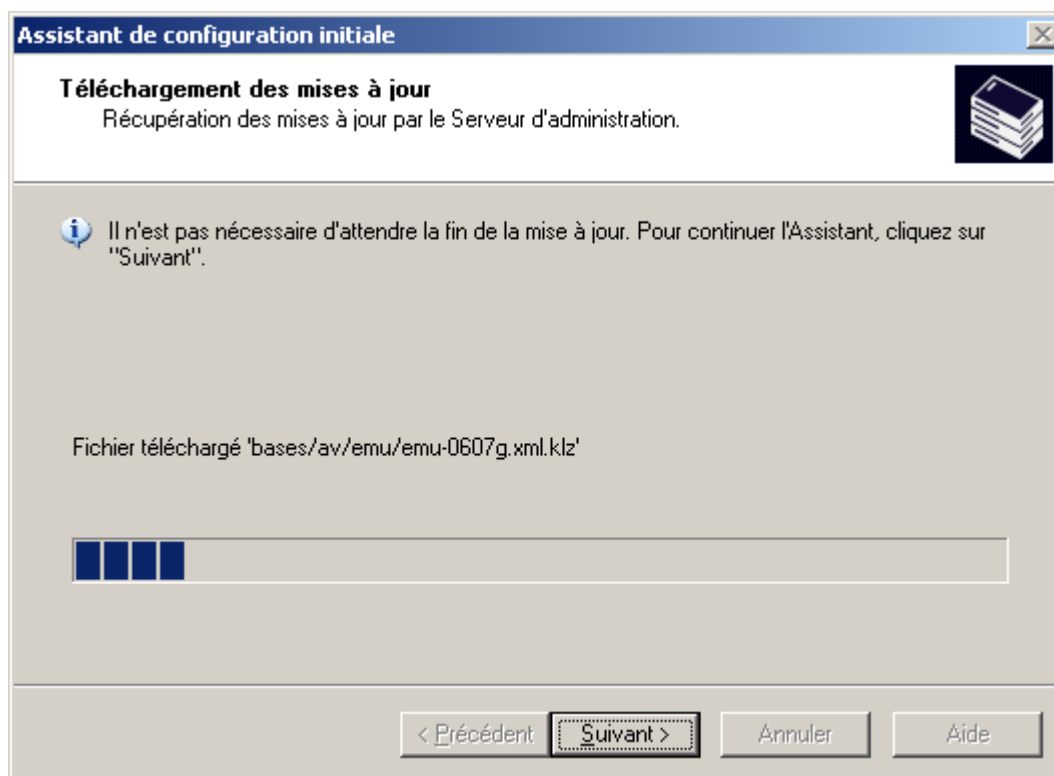 Assistant de configuration initiale
Téléchargement des mises à jour
Récupération des mises à jour par le Serveur d'administration.
Il n'est pas nécessaire d'attendre la fin de la mise à jour. Pour continuer l'Assistant, cliquez sur
"Suivant".
Fichier téléchargé 'bases/av/emu/emu-0607g.xml.klz'
< Précédent Suivant > Annuler Aide